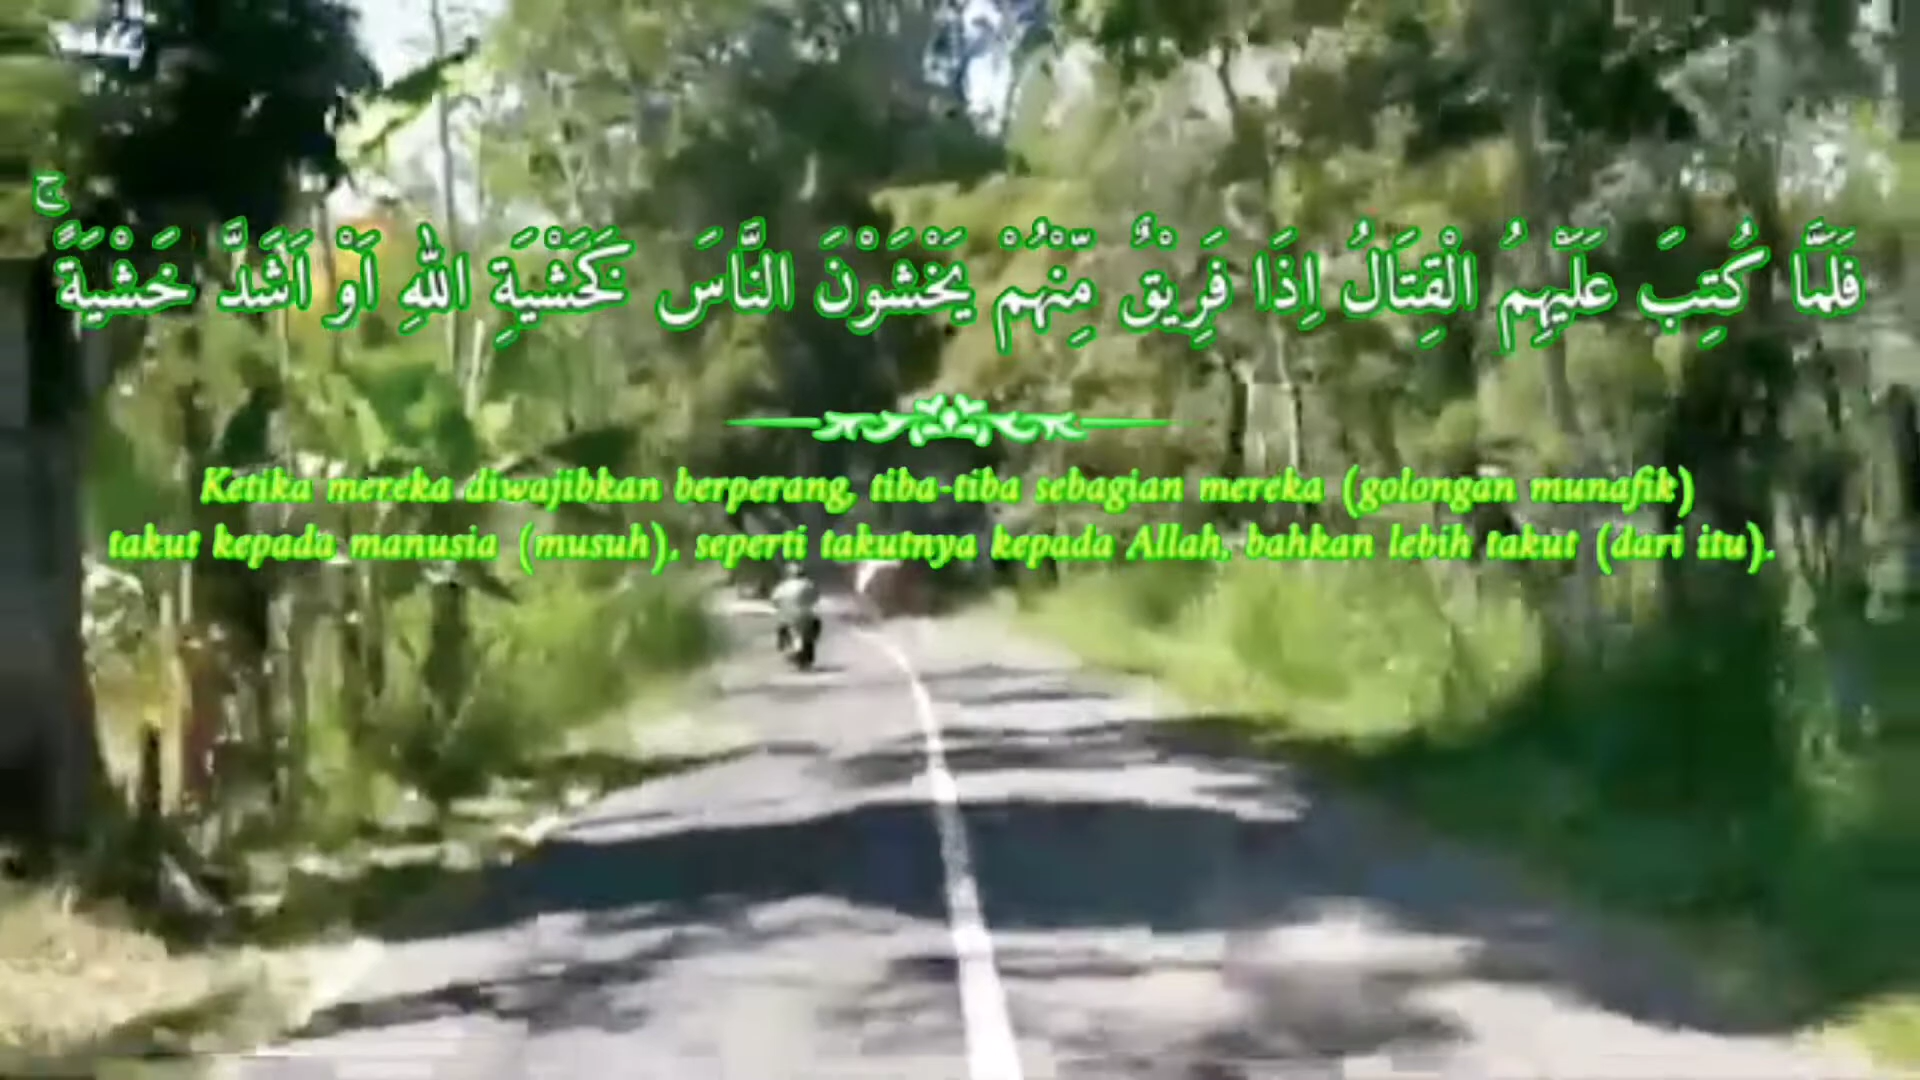 فَلَمَّا كُتِبَ عَلَيْهِمُ الْقِتَالُ اِذَا فَرِيْقٌ مِّنْهُمْ يَخْشَوْنَ النَّاسَ كَخَشْيَةِ اللّٰهِ اَوْ اَشَدَّ خَشْيَةً ۚ
Ketika mereka diwajibkan berperang, tiba-tiba sebagian mereka (golongan munafik)
takut kepada manusia (musuh), seperti takutnya kepada Allah, bahkan lebih takut (dari itu).